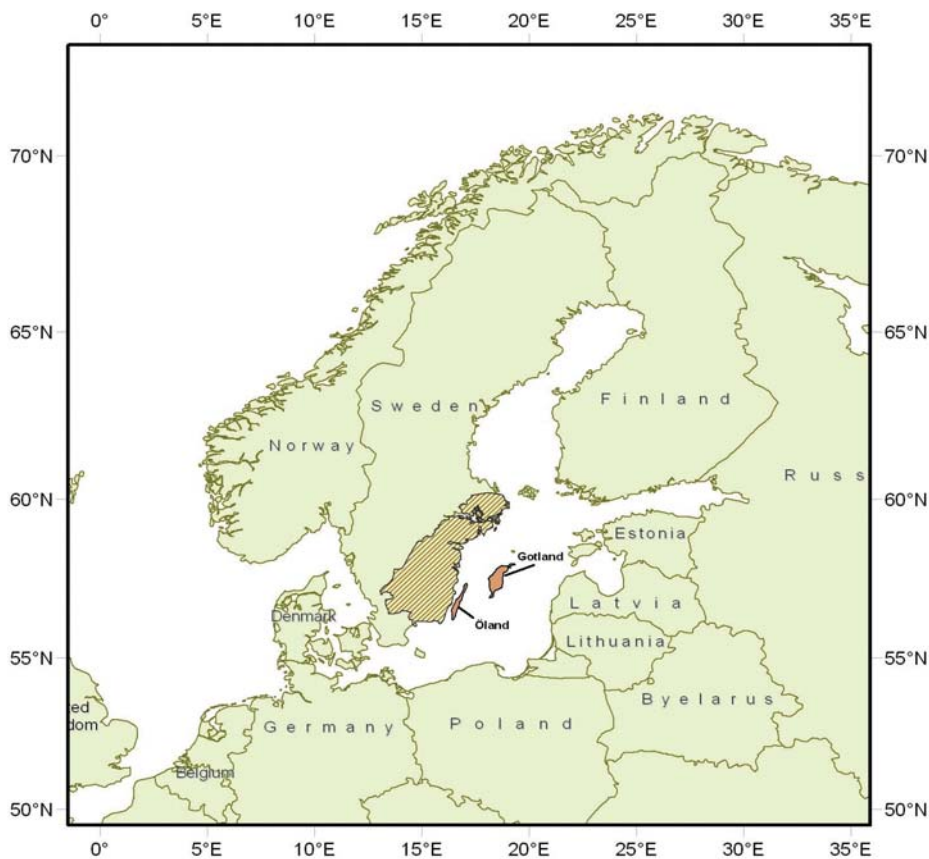 0° 5°E 10°E 15°E 20°E 25°E 30°E 35°E
70°N 70°N
65°N 65°N
Sweden
Finland
Norway
Russ
60°N 60°N
Estonia
Gotland
Latvia
Denmark
Öland
Lithuania
55°N 55°N
Byelarus
ted
dom
Germany
Poland
Belgium
50°N 50°N
0° 5°E 10°E 15°E 20°E 25°E 30°E 35°E